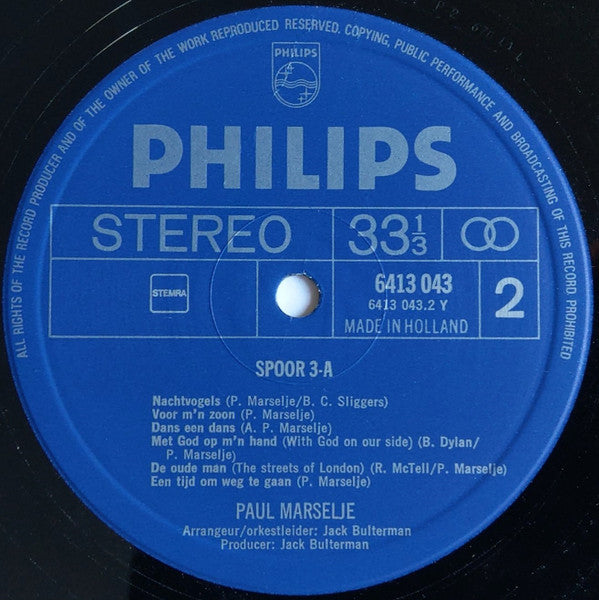 ALL RIGHTS OF THE RECORD PRODUCER AND OF THE OWNER OF THE WORK REPRODUCED RESERVED. COPYING, PUBLIC PERFORMANCE AND BROADCASTING OF THIS RECORD PROHIBITED
PHILIPS
PHILIPS
STEREO 33⅓
STEMRA
6413 043
6413 043.2 Y
MADE IN HOLLAND
2
SPOOR 3-A
Nachtvogels (P. Marselje/B. C. Sliggers)
Voor m'n zoon (P. Marselje)
Dans een dans (A. P. Marselje)
Met God op m'n hand (With God on our side) (B. Dylan/
P. Marselje)
De oude man (The streets of London) (R. McTell/P. Marselje)
Een tijd om weg te gaan (P. Marselje)
PAUL MARSELJE
Arrangeur/orkestleider: Jack Bulterman
Producer: Jack Bulterman